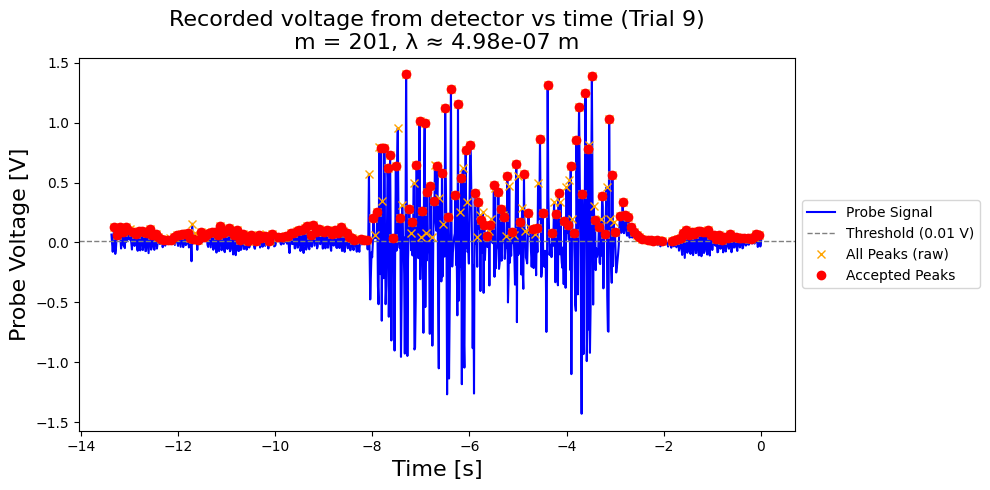 Recorded voltage from detector vs time (Trial 9)
m = 201, λ ≈ 4.98e-07 m
Probe Voltage [V]
1.5
1.0
0.5
0.0
−0.5
−1.0
−1.5
−14
−12
−10
−8
−6
−4
−2
0
Time [s]
Probe Signal
Threshold (0.01 V)
All Peaks (raw)
Accepted Peaks